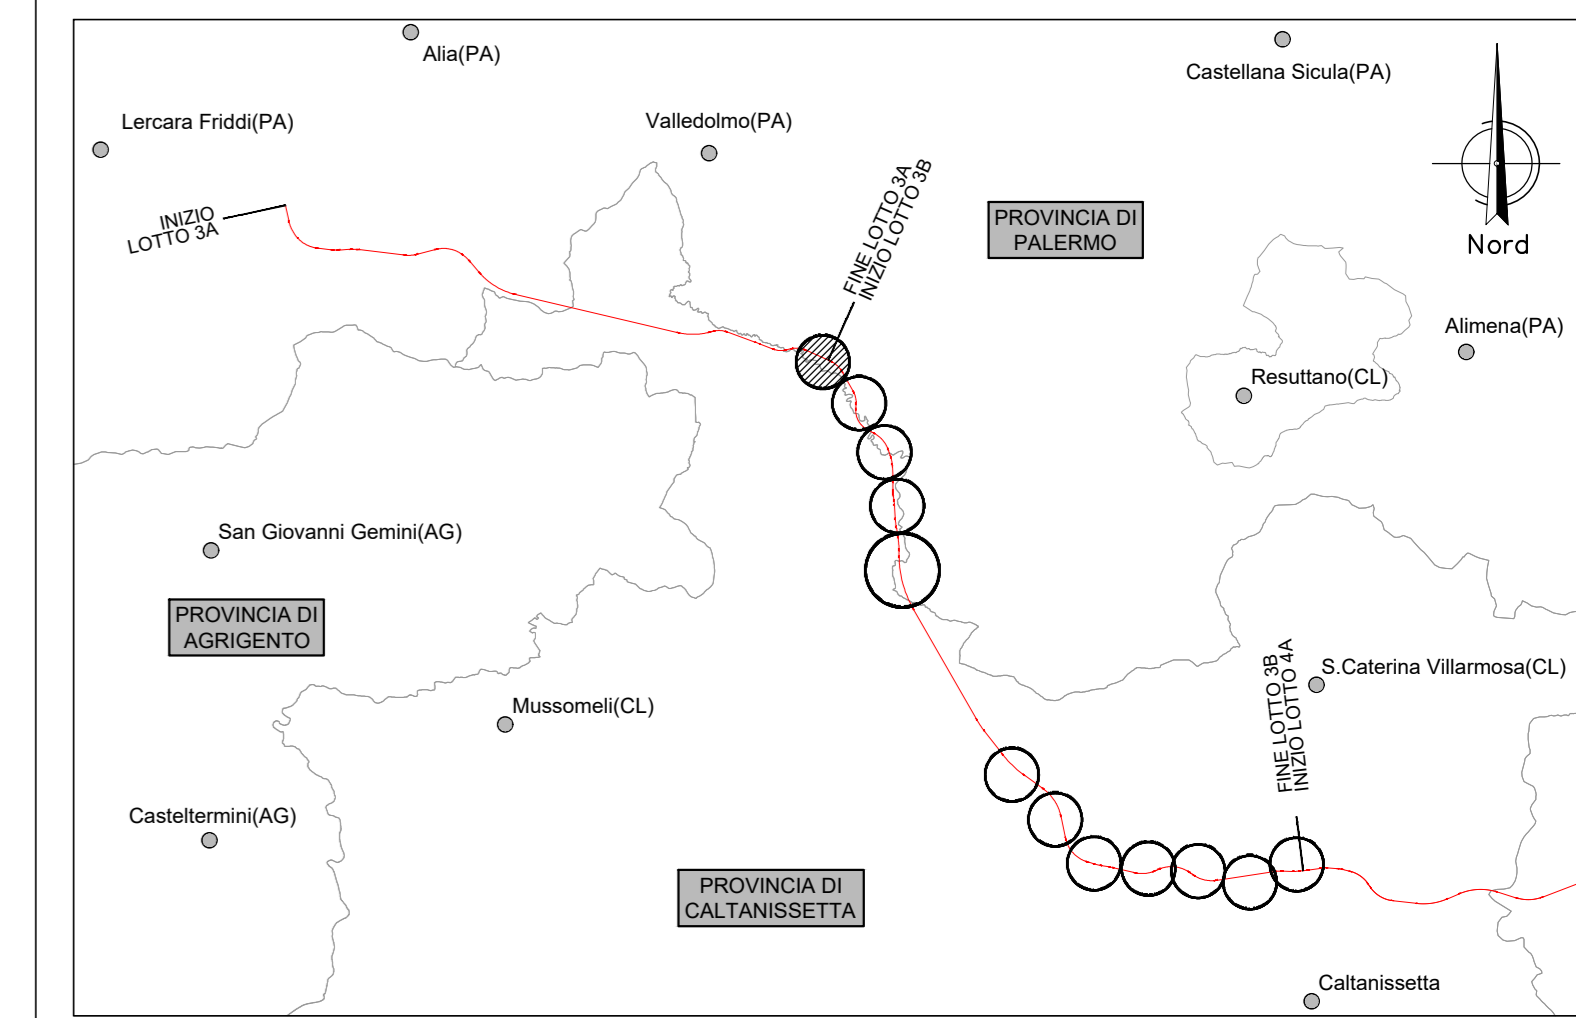 Alia(PA)
Castellana Sicula(PA)
Lercara Friddi(PA)
Valledolmo(PA)
INIZIO
LOTTO 3A
FINE LOTTO 3A
INIZIO LOTTO 3B
PROVINCIA DI
PALERMO
Nord
Alimena(PA)
Resuttano(CL)
San Giovanni Gemini(AG)
PROVINCIA DI
AGRIGENTO
FINE LOTTO 3B
INIZIO LOTTO 4A
S.Caterina Villarmosa(CL)
Mussomeli(CL)
Casteltermini(AG)
PROVINCIA DI
CALTANISSETTA
Caltanissetta